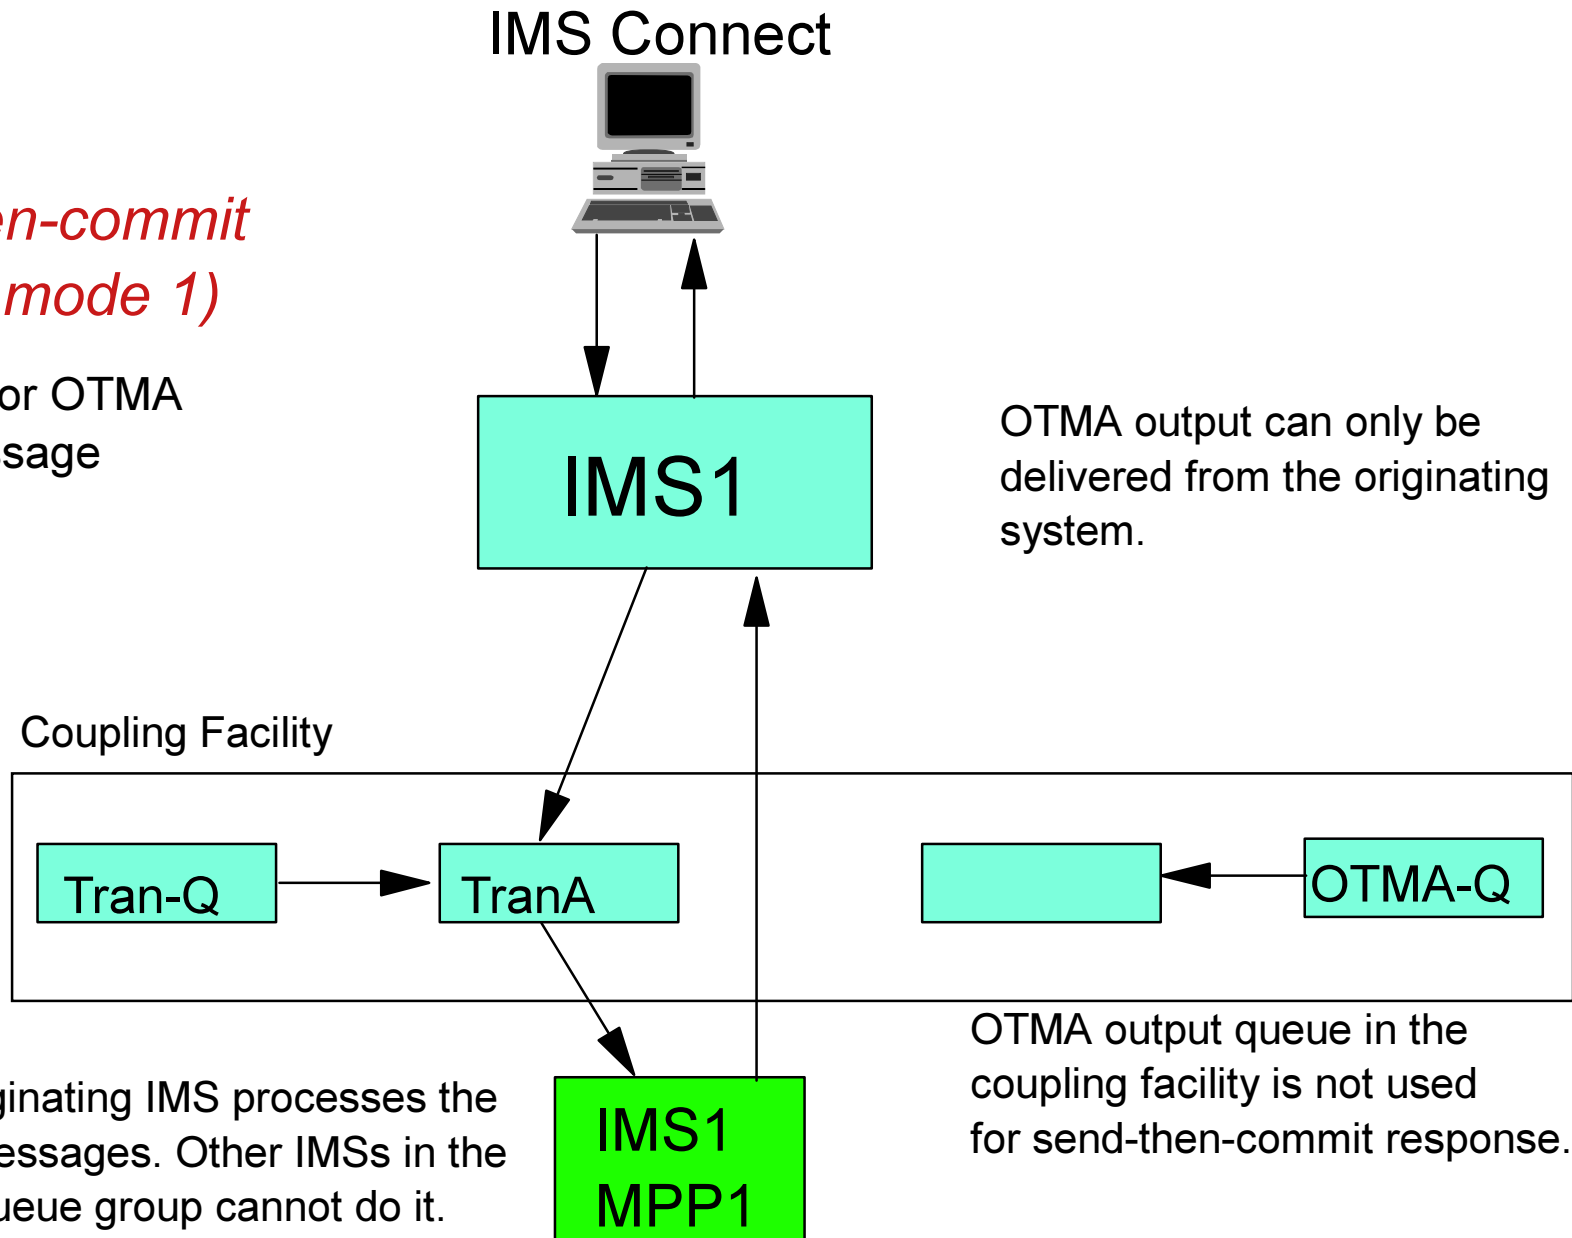 IMS Connect
en-commit
mode 1)
or OTMA
ssage
IMS1
OTMA output can only be
delivered from the originating
system.
Coupling Facility
Tran-Q
TranA
OTMA-Q
OTMA output queue in the
coupling facility is not used
for send-then-commit response.
ginating IMS processes the
essages. Other IMSs in the
ueue group cannot do it.
IMS1
MPP1